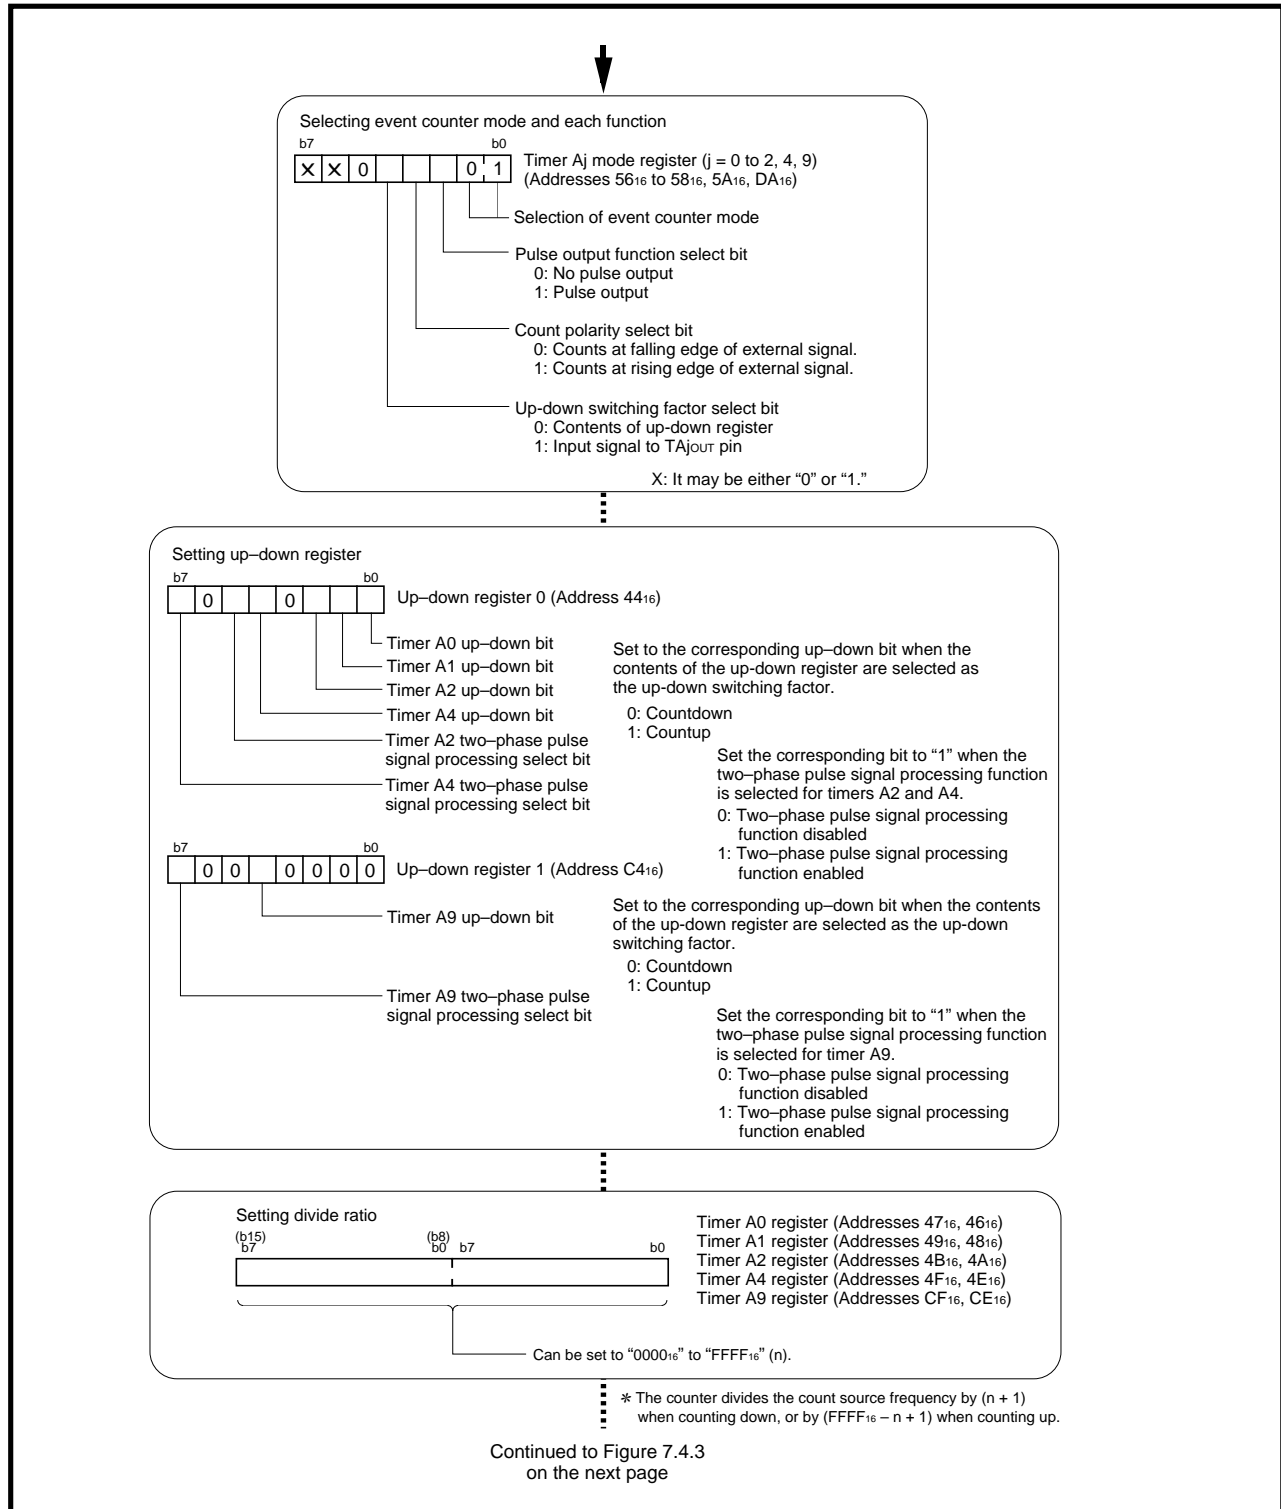 Selecting event counter mode and each function
b7 b0
X X 0 0 1
Timer Aj mode register (j = 0 to 2, 4, 9)
(Addresses 5616 to 5816, 5A16, DA16)
Selection of event counter mode
Pulse output function select bit
0: No pulse output
1: Pulse output
Count polarity select bit
0: Counts at falling edge of external signal.
1: Counts at rising edge of external signal.
Up-down switching factor select bit
0: Contents of up-down register
1: Input signal to TAjOUT pin
X: It may be either “0” or “1.”
Setting up–down register
b7 b0
0 0
Up–down register 0 (Address 4416)
Timer A0 up–down bit
Timer A1 up–down bit
Timer A2 up–down bit
Timer A4 up–down bit
Timer A2 two–phase pulse
signal processing select bit
Timer A4 two–phase pulse
signal processing select bit
Set to the corresponding up–down bit when the
contents of the up-down register are selected as
the up-down switching factor.
0: Countdown
1: Countup
Set the corresponding bit to “1” when the
two–phase pulse signal processing function
is selected for timers A2 and A4.
0: Two–phase pulse signal processing
function disabled
1: Two–phase pulse signal processing
function enabled
b7 b0
0 0 0 0 0 0
Up–down register 1 (Address C416)
Timer A9 up–down bit
Timer A9 two–phase pulse
signal processing select bit
Set to the corresponding up–down bit when the contents
of the up-down register are selected as the up-down
switching factor.
0: Countdown
1: Countup
Set the corresponding bit to “1” when the
two–phase pulse signal processing function
is selected for timer A9.
0: Two–phase pulse signal processing
function disabled
1: Two–phase pulse signal processing
function enabled
Setting divide ratio
(b15) (b8)
b7 b0 b7 b0
Timer A0 register (Addresses 4716, 4616)
Timer A1 register (Addresses 4916, 4816)
Timer A2 register (Addresses 4B16, 4A16)
Timer A4 register (Addresses 4F16, 4E16)
Timer A9 register (Addresses CF16, CE16)
Can be set to “000016” to “FFFF16” (n).
* The counter divides the count source frequency by (n + 1)
when counting down, or by (FFFF16 – n + 1) when counting up.
Continued to Figure 7.4.3
on the next page